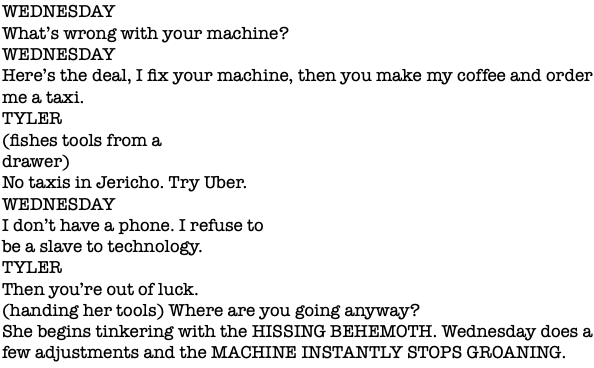 WEDNESDAY
What's wrong with your machine?
WEDNESDAY
Here's the deal, I fix your machine, then you make my coffee and order
me a taxi.
TYLER
(fishes tools from a
drawer)
No taxis in Jericho. Try Uber.
WEDNESDAY
I don't have a phone. I refuse to
be a slave to technology.
TYLER
Then you're out of luck.
(handing her tools) Where are you going anyway?
She begins tinkering with the HISSING BEHEMOTH. Wednesday does a
few adjustments and the MACHINE INSTANTLY STOPS GROANING.